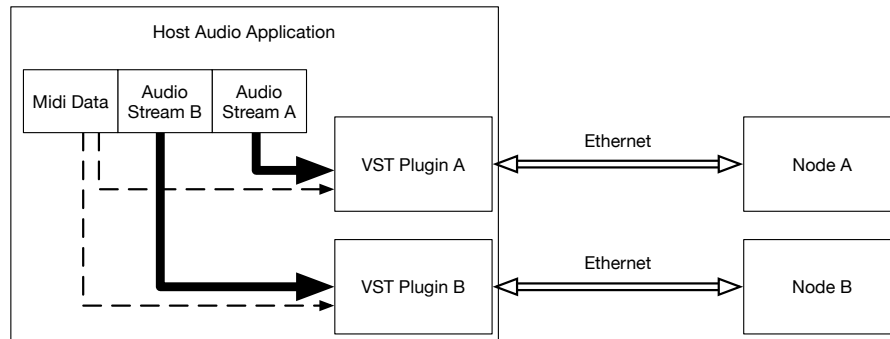 Host Audio Application
Midi Data
Audio
Stream B
Audio
Stream A
VST Plugin A
Ethernet
Node A
VST Plugin B
Ethernet
Node B